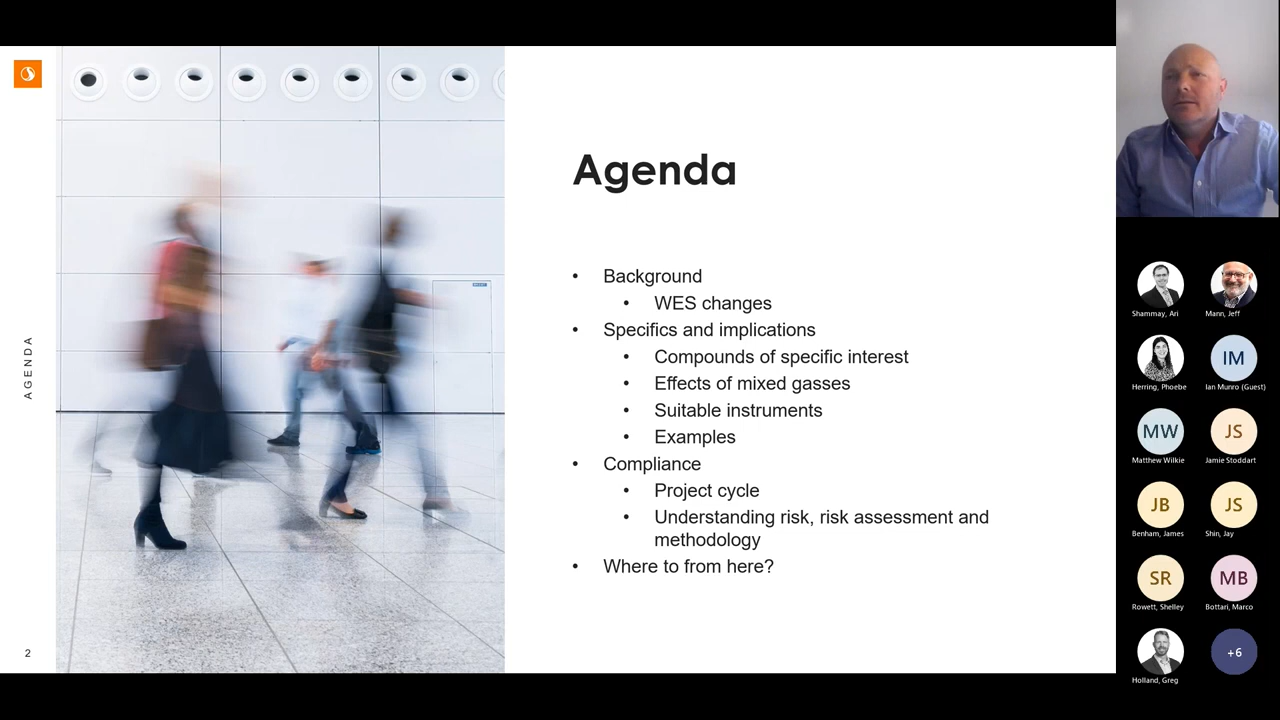 AGENDA
2
Agenda
• Background
• WES changes
• Specifics and implications
• Compounds of specific interest
• Effects of mixed gasses
• Suitable instruments
• Examples
• Compliance
• Project cycle
• Understanding risk, risk assessment and
methodology
• Where to from here?
Shammay, Ari
Mann, Jeff
Herring, Phoebe
IM
Ian Munro (Guest)
MW
Matthew Wilkie
JS
Jamie Stoddart
JB
Benham, James
JS
Shin, Jay
SR
Rowett, Shelley
MB
Bottari, Marco
Holland, Greg
+6